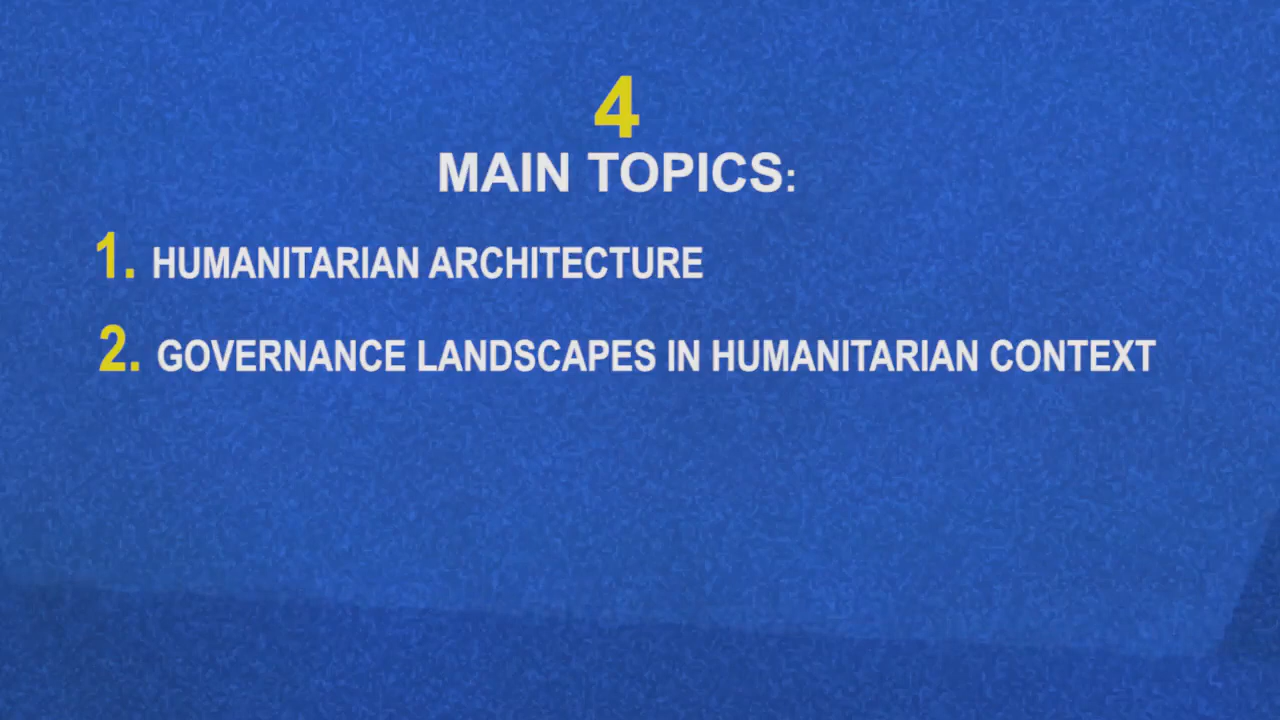 4
MAIN TOPICS:
1. HUMANITARIAN ARCHITECTURE
2. GOVERNANCE LANDSCAPES IN HUMANITARIAN CONTEXT